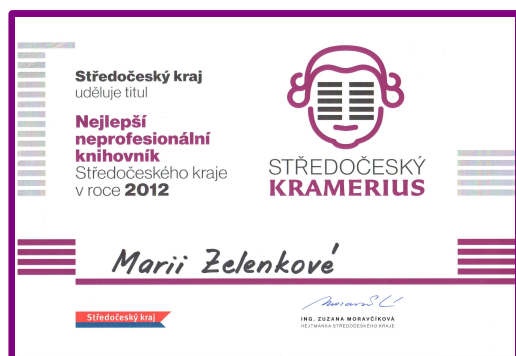 Středočeský kraj
uděluje titul
Nejlepší
neprofesionální
knihovník
Středočeského kraje
v roce 2012
STŘEDOČESKÝ
KRAMERIUS
Marii Zelenkové
Středočeský kraj
ING. ZUZANA MORAVČÍKOVÁ
HEJTMANKA STŘEDOČESKÉHO KRAJE